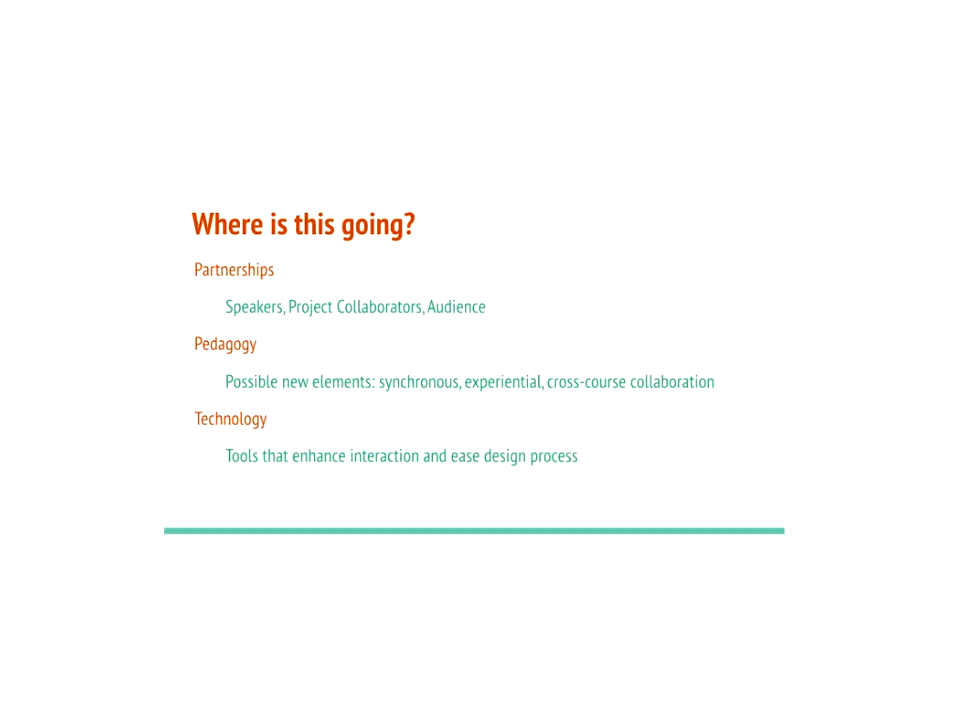 Where is this going?
Partnerships
Speakers, Project Collaborators, Audience
Pedagogy
Possible new elements: synchronous, experiential, cross-course collaboration
Technology
Tools that enhance interaction and ease design process